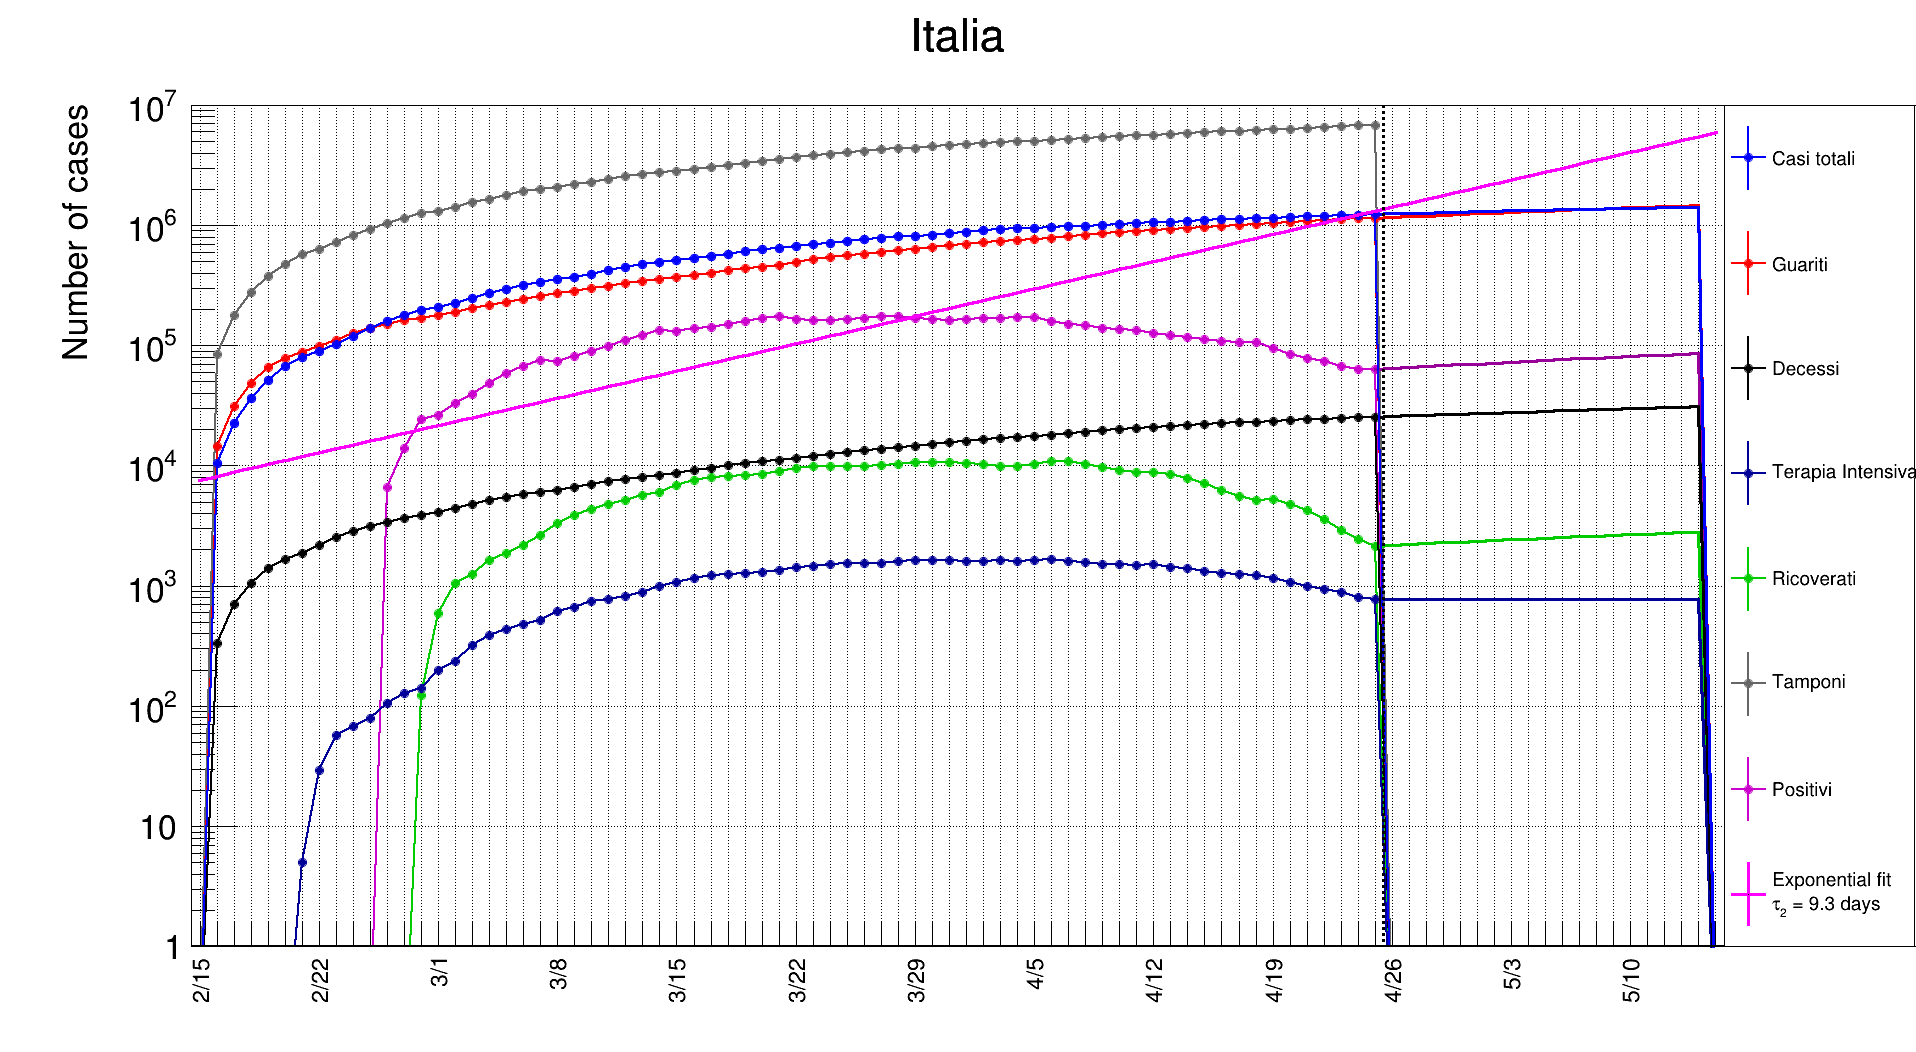 Italia
Number of cases
10^7
10^6
10^5
10^4
10^3
10^2
10
1
2/15
2/22
3/1
3/8
3/15
3/22
3/29
4/5
4/12
4/19
4/26
5/3
5/10
Casi totali
Guariti
Decessi
Terapia Intensiva
Ricoverati
Tamponi
Positivi
Exponential fit
τ₂ = 9.3 days